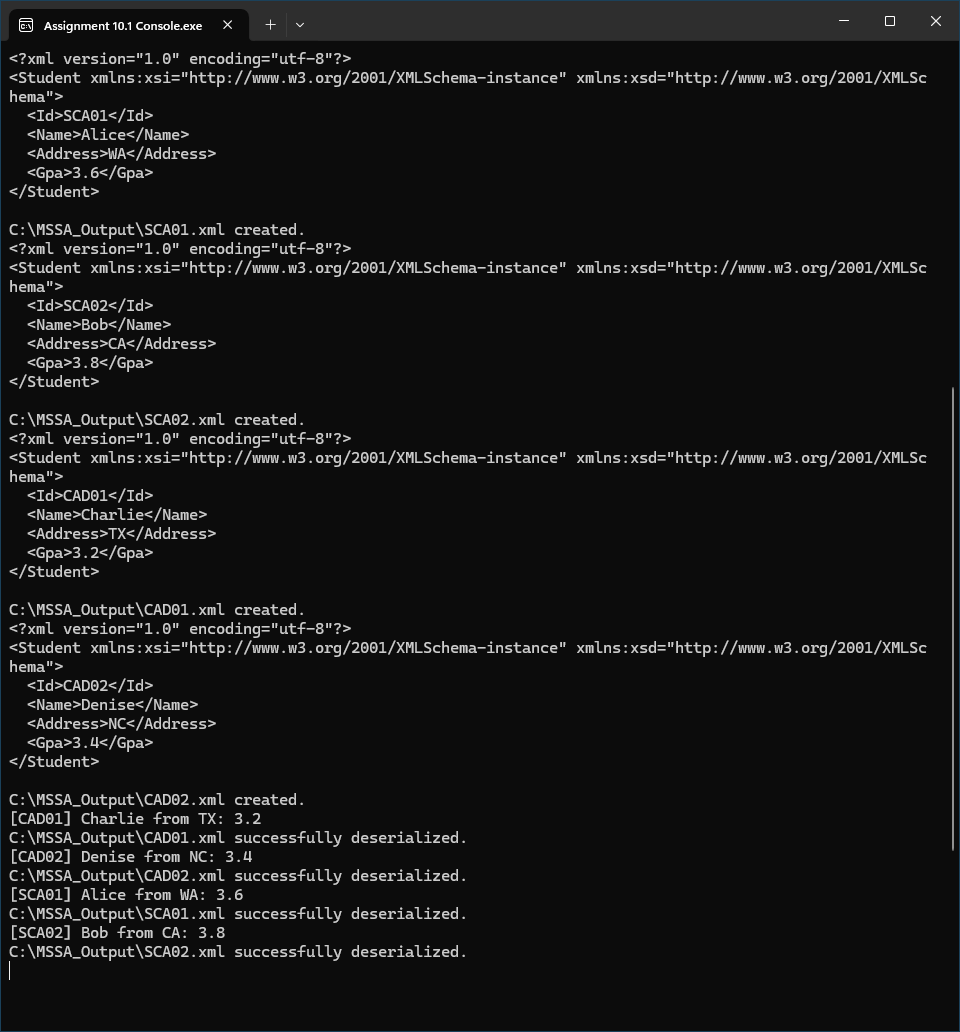 Assignment 10.1 Console.exe
<?xml version="1.0" encoding="utf-8"?>
<Student xmlns:xsi="http://www.w3.org/2001/XMLSchema-instance" xmlns:xsd="http://www.w3.org/2001/XMLSc
hema">
  <Id>SCA01</Id>
  <Name>Alice</Name>
  <Address>WA</Address>
  <Gpa>3.6</Gpa>
</Student>

C:\MSSA_Output\SCA01.xml created.
<?xml version="1.0" encoding="utf-8"?>
<Student xmlns:xsi="http://www.w3.org/2001/XMLSchema-instance" xmlns:xsd="http://www.w3.org/2001/XMLSc
hema">
  <Id>SCA02</Id>
  <Name>Bob</Name>
  <Address>CA</Address>
  <Gpa>3.8</Gpa>
</Student>

C:\MSSA_Output\SCA02.xml created.
<?xml version="1.0" encoding="utf-8"?>
<Student xmlns:xsi="http://www.w3.org/2001/XMLSchema-instance" xmlns:xsd="http://www.w3.org/2001/XMLSc
hema">
  <Id>CAD01</Id>
  <Name>Charlie</Name>
  <Address>TX</Address>
  <Gpa>3.2</Gpa>
</Student>

C:\MSSA_Output\CAD01.xml created.
<?xml version="1.0" encoding="utf-8"?>
<Student xmlns:xsi="http://www.w3.org/2001/XMLSchema-instance" xmlns:xsd="http://www.w3.org/2001/XMLSc
hema">
  <Id>CAD02</Id>
  <Name>Denise</Name>
  <Address>NC</Address>
  <Gpa>3.4</Gpa>
</Student>

C:\MSSA_Output\CAD02.xml created.
[CAD01] Charlie from TX: 3.2
C:\MSSA_Output\CAD01.xml successfully deserialized.
[CAD02] Denise from NC: 3.4
C:\MSSA_Output\CAD02.xml successfully deserialized.
[SCA01] Alice from WA: 3.6
C:\MSSA_Output\SCA01.xml successfully deserialized.
[SCA02] Bob from CA: 3.8
C:\MSSA_Output\SCA02.xml successfully deserialized.